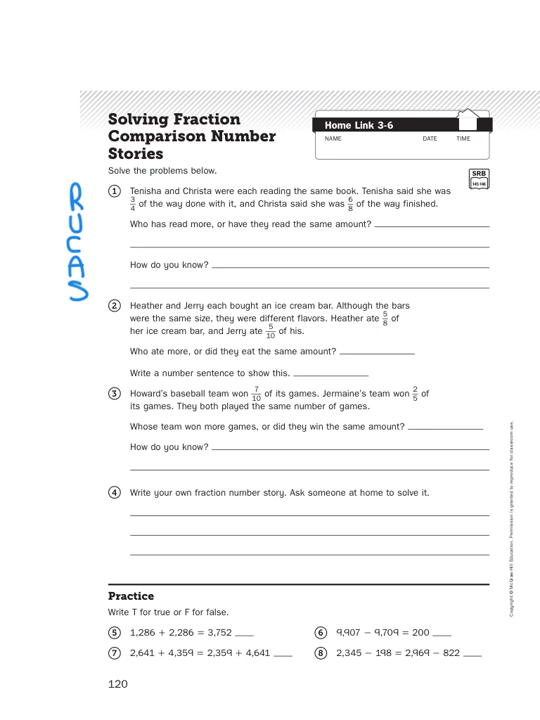 Solving Fraction
Comparison Number
Stories
Home Link 3-6
NAME DATE TIME
Solve the problems below.
SRB
145-146
RUCAS
1 Tenisha and Christa were each reading the same book. Tenisha said she was
3/4 of the way done with it, and Christa said she was 6/8 of the way finished.
Who has read more, or have they read the same amount?
How do you know?
2 Heather and Jerry each bought an ice cream bar. Although the bars
were the same size, they were different flavors. Heather ate 5/8 of
her ice cream bar, and Jerry ate 5/10 of his.
Who ate more, or did they eat the same amount?
Write a number sentence to show this.
3 Howard's baseball team won 7/10 of its games. Jermaine's team won 2/5 of
its games. They both played the same number of games.
Whose team won more games, or did they win the same amount?
How do you know?
4 Write your own fraction number story. Ask someone at home to solve it.
Copyright © McGraw-Hill Education. Permission is granted to reproduce for classroom use.
Practice
Write T for true or F for false.
5 1,286 + 2,286 = 3,752
6 9,907 − 9,709 = 200
7 2,641 + 4,359 = 2,359 + 4,641
8 2,345 − 198 = 2,969 − 822
120